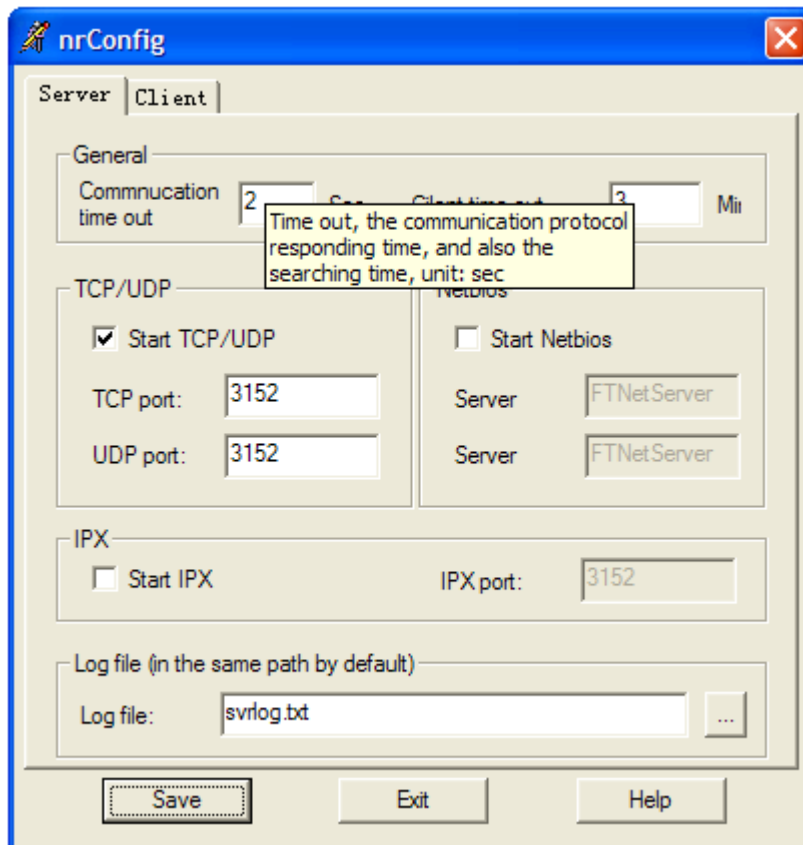 nrConfig
Server Client
General
Commnucation
time out
2
3
Time out, the communication protocol
responding time, and also the
searching time, unit: sec
TCP/UDP
Netbios
Start TCP/UDP
Start Netbios
TCP port: 3152
Server FTNetServer
UDP port: 3152
Server FTNetServer
IPX
Start IPX
IPX port: 3152
Log file (in the same path by default)
Log file: svrlog.txt ...
Save Exit Help